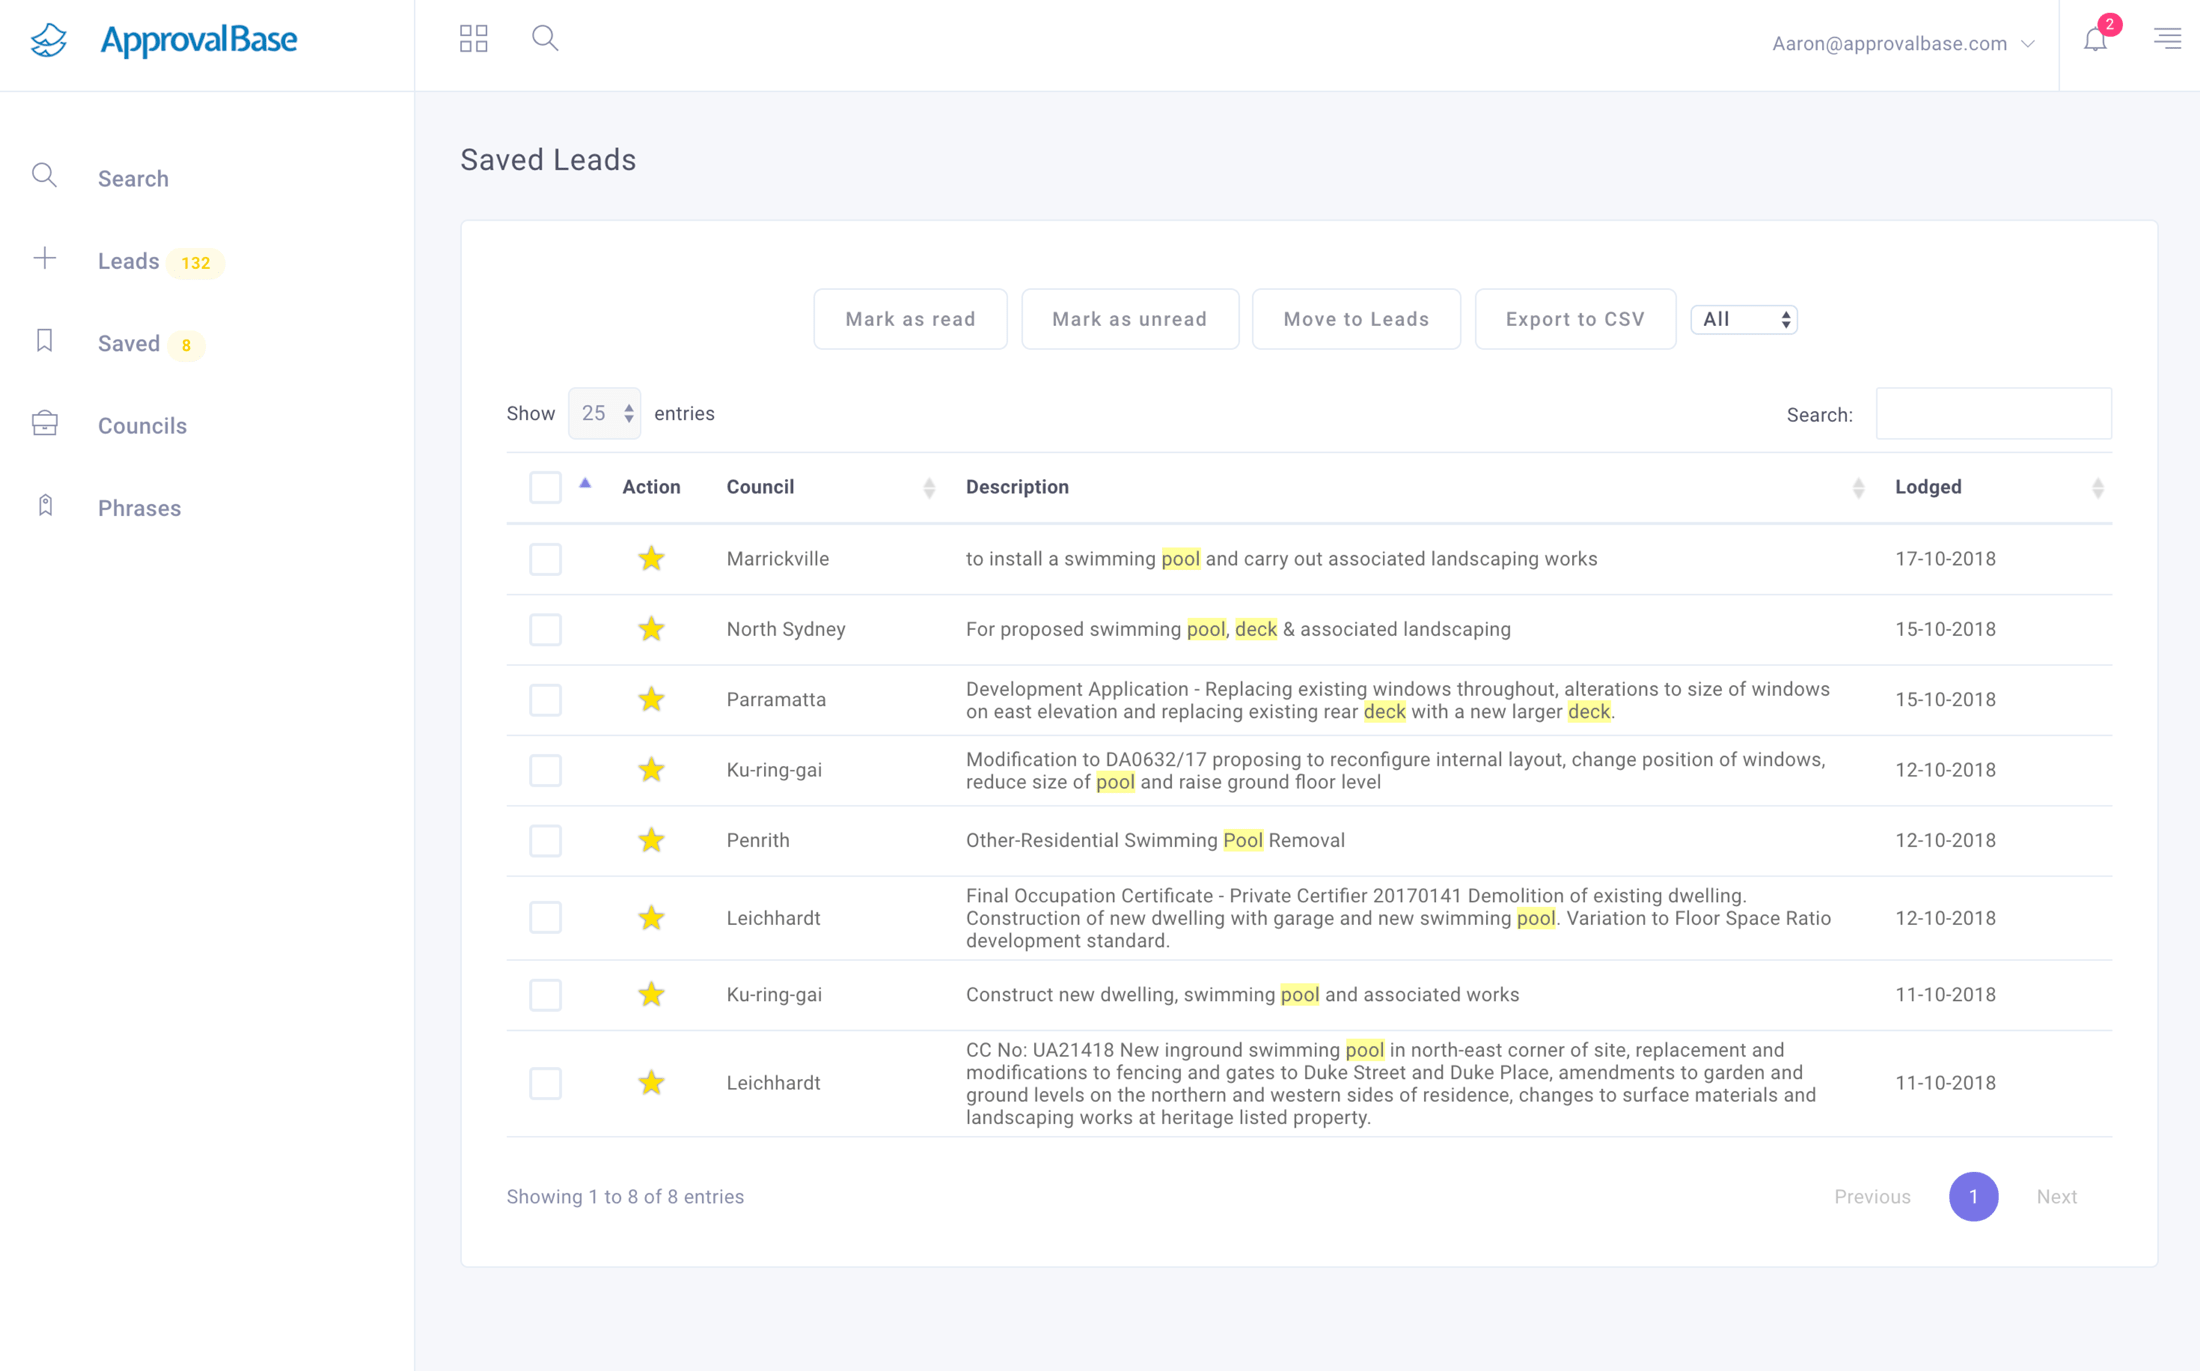 ApprovalBase
Aaron@approvalbase.com
2
Search
Leads 132
Saved 8
Councils
Phrases
Saved Leads
Mark as read Mark as unread Move to Leads Export to CSV All
Show 25 entries Search:
Action Council Description Lodged
Marrickville to install a swimming pool and carry out associated landscaping works 17-10-2018
North Sydney For proposed swimming pool, deck & associated landscaping 15-10-2018
Parramatta Development Application - Replacing existing windows throughout, alterations to size of windows
on east elevation and replacing existing rear deck with a new larger deck. 15-10-2018
Ku-ring-gai Modification to DA0632/17 proposing to reconfigure internal layout, change position of windows,
reduce size of pool and raise ground floor level 12-10-2018
Penrith Other-Residential Swimming Pool Removal 12-10-2018
Final Occupation Certificate - Private Certifier 20170141 Demolition of existing dwelling.
Leichhardt Construction of new dwelling with garage and new swimming pool. Variation to Floor Space Ratio 12-10-2018
development standard.
Ku-ring-gai Construct new dwelling, swimming pool and associated works 11-10-2018
CC No: UA21418 New inground swimming pool in north-east corner of site, replacement and
modifications to fencing and gates to Duke Street and Duke Place, amendments to garden and
Leichhardt 11-10-2018
ground levels on the northern and western sides of residence, changes to surface materials and
landscaping works at heritage listed property.
Showing 1 to 8 of 8 entries Previous 1 Next